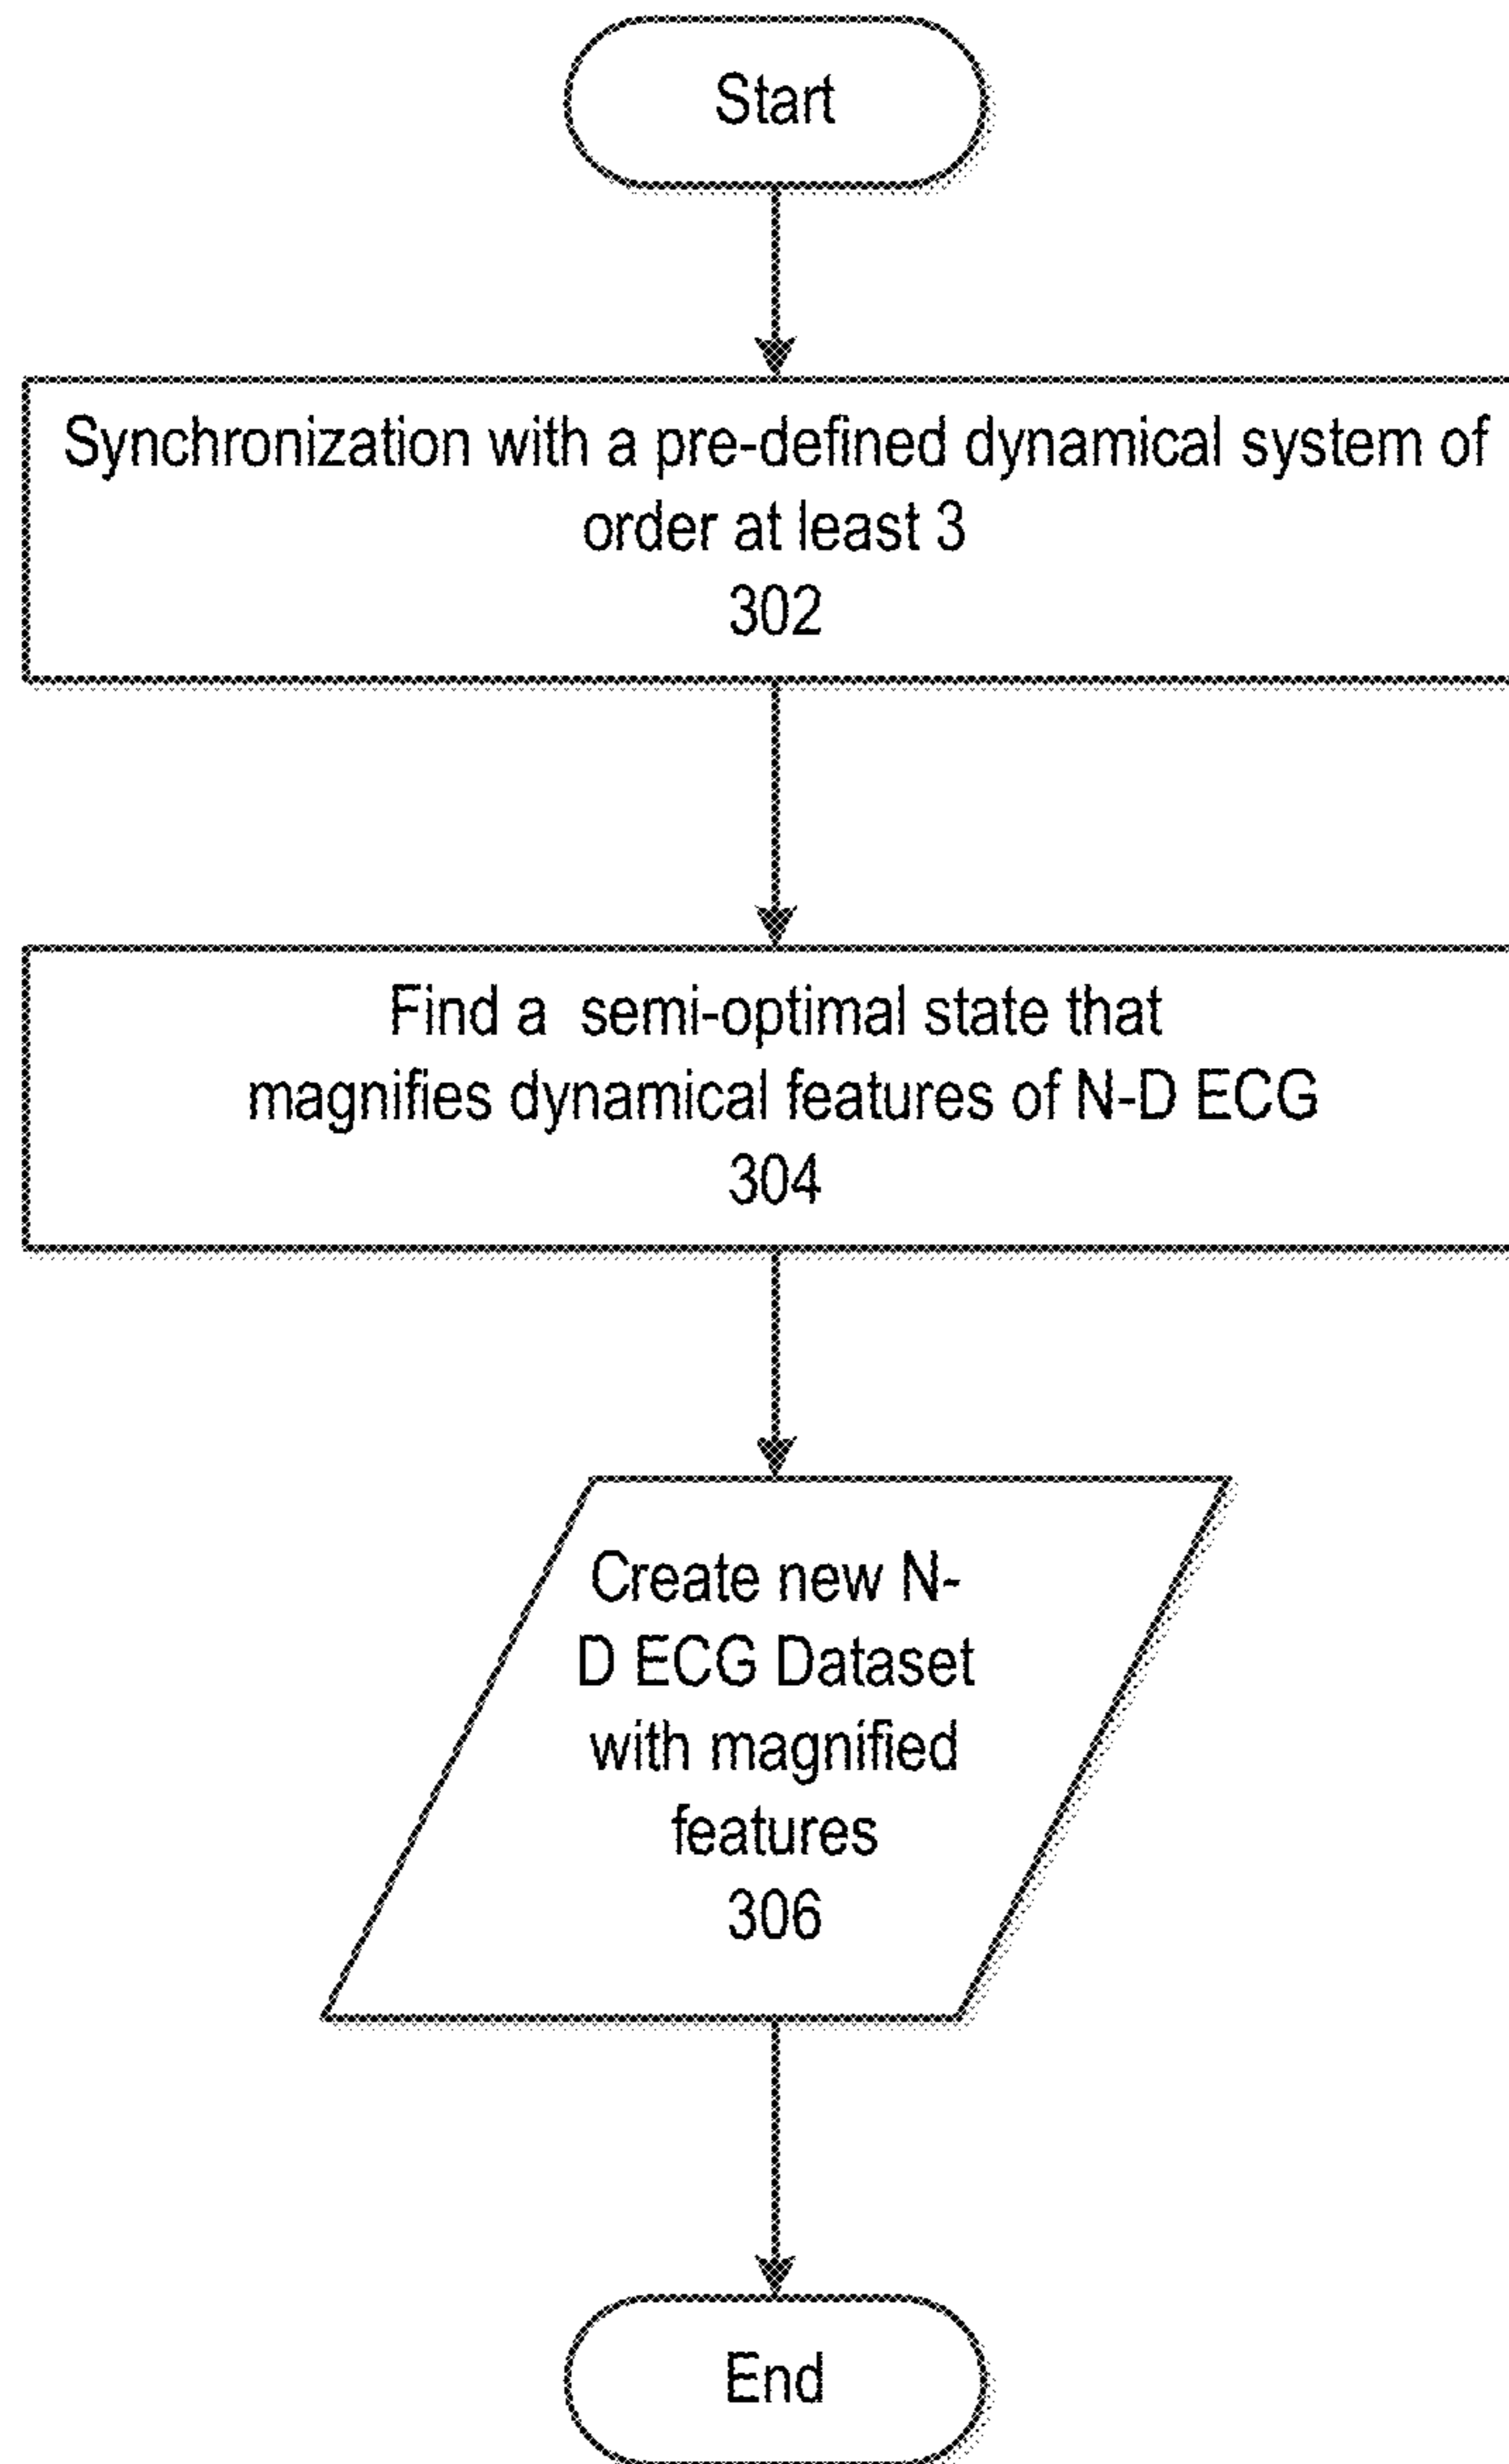 Start
Synchronization with a pre-defined dynamical system of
order at least 3
302
Find a semi-optimal state that
magnifies dynamical features of N-D ECG
304
Create new N-
D ECG Dataset
with magnified
features
306
End